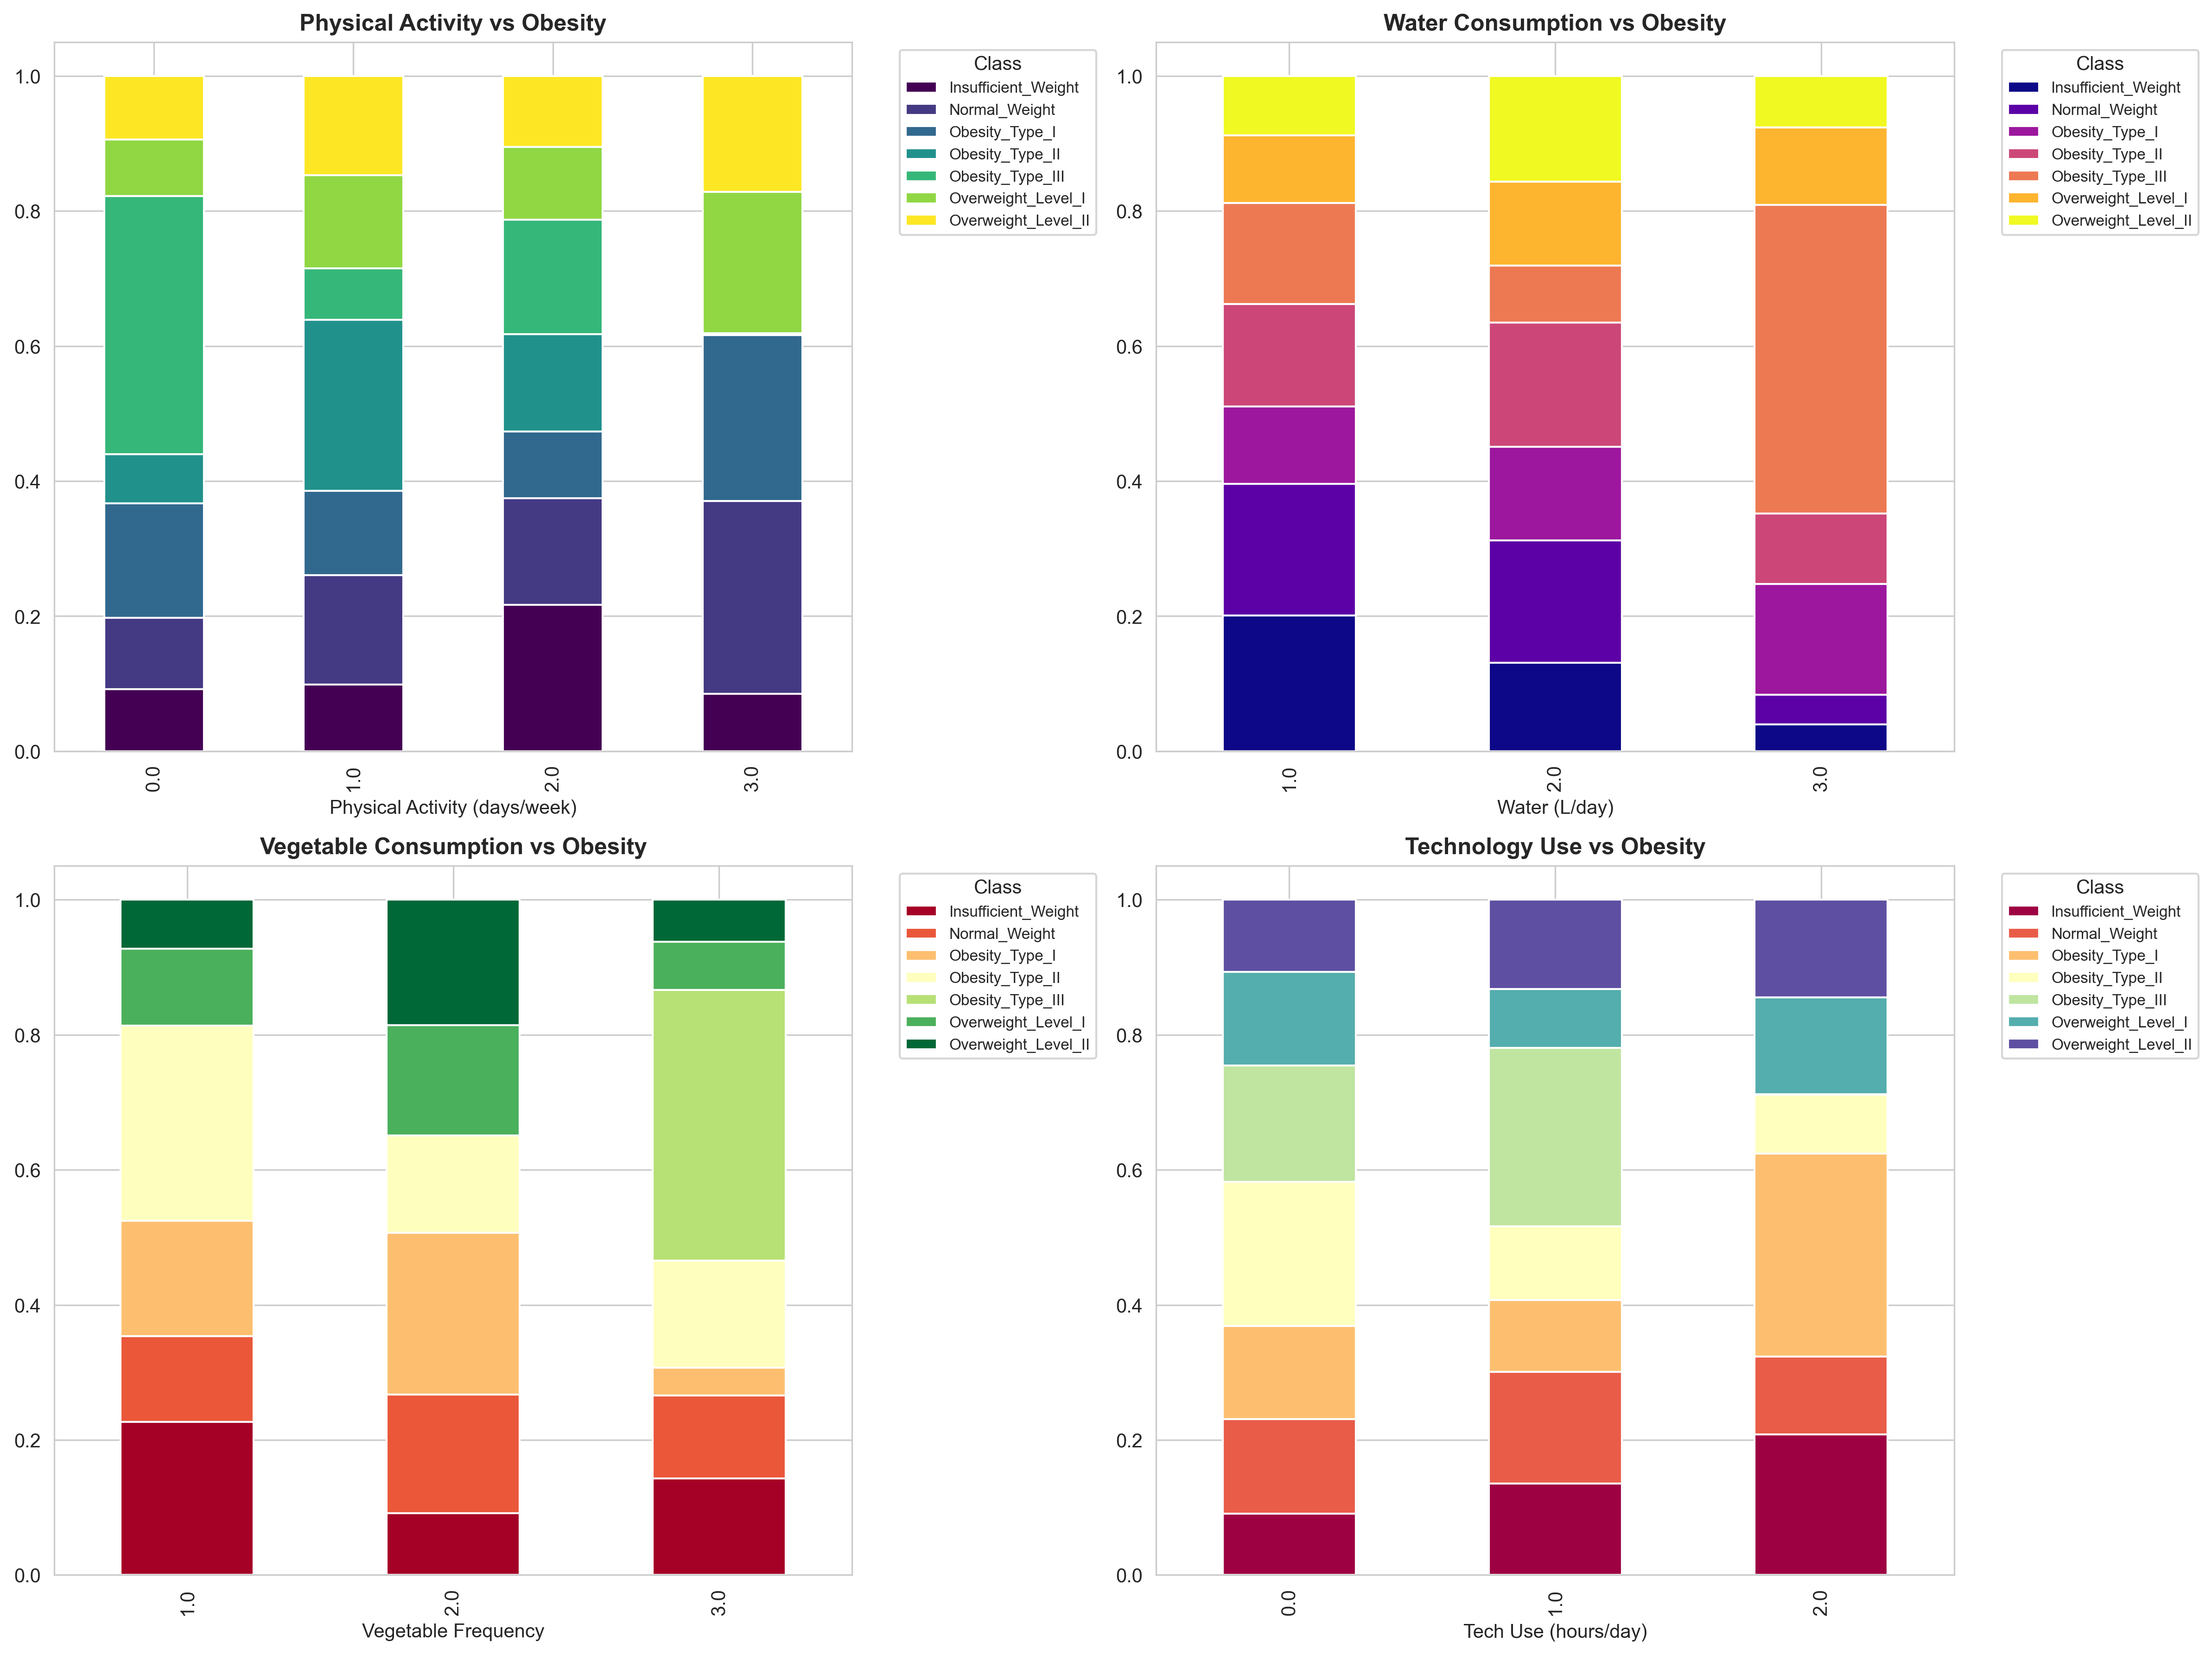 Physical Activity vs Obesity
1.0
0.8
0.6
0.4
0.2
0.0
0.0
1.0
2.0
3.0
Physical Activity (days/week)
Class
Insufficient_Weight
Normal_Weight
Obesity_Type_I
Obesity_Type_II
Obesity_Type_III
Overweight_Level_I
Overweight_Level_II
Water Consumption vs Obesity
1.0
0.8
0.6
0.4
0.2
0.0
1.0
2.0
3.0
Water (L/day)
Class
Insufficient_Weight
Normal_Weight
Obesity_Type_I
Obesity_Type_II
Obesity_Type_III
Overweight_Level_I
Overweight_Level_II
Vegetable Consumption vs Obesity
1.0
0.8
0.6
0.4
0.2
0.0
1.0
2.0
3.0
Vegetable Frequency
Class
Insufficient_Weight
Normal_Weight
Obesity_Type_I
Obesity_Type_II
Obesity_Type_III
Overweight_Level_I
Overweight_Level_II
Technology Use vs Obesity
1.0
0.8
0.6
0.4
0.2
0.0
0.0
1.0
2.0
Tech Use (hours/day)
Class
Insufficient_Weight
Normal_Weight
Obesity_Type_I
Obesity_Type_II
Obesity_Type_III
Overweight_Level_I
Overweight_Level_II